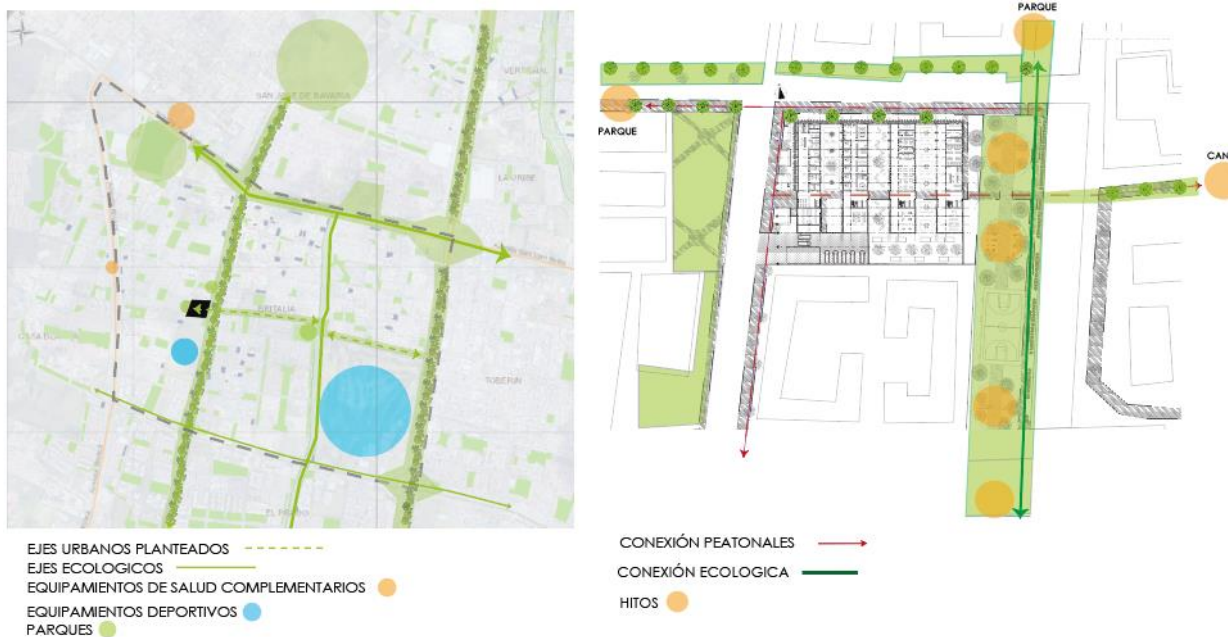 SAN JOSE DE BAVARIA
VERBENAL
LA URIBE
BRITALIA
TOBERIN
EL PRADO
EJES URBANOS PLANTEADOS
EJES ECOLOGICOS
EQUIPAMIENTOS DE SALUD COMPLEMENTARIOS
EQUIPAMIENTOS DEPORTIVOS
PARQUES
PARQUE
PARQUE
CAN
CONEXIÓN PEATONALES
CONEXIÓN ECOLOGICA
HITOS